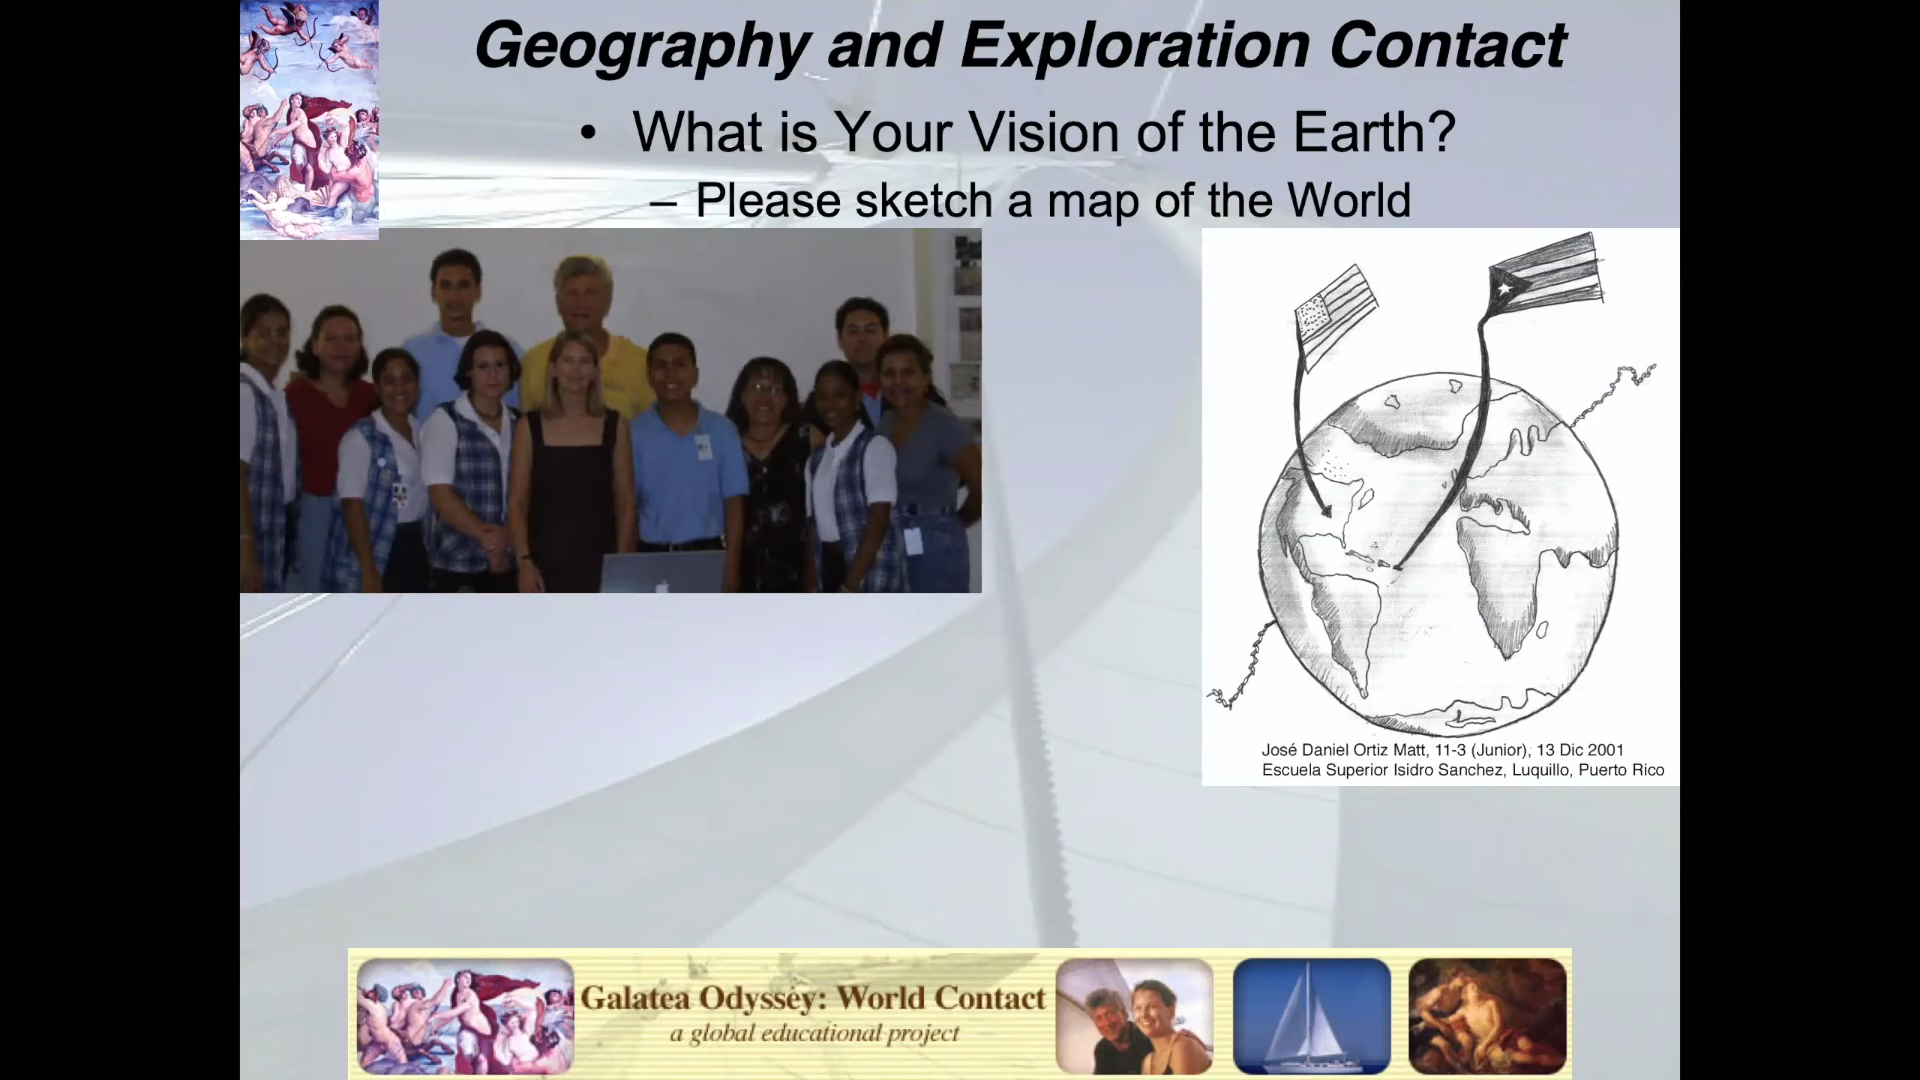 Geography and Exploration Contact
• What is Your Vision of the Earth?
– Please sketch a map of the World
José Daniel Ortiz Matt, 11-3 (Junior), 13 Dic 2001
Escuela Superior Isidro Sanchez, Luquillo, Puerto Rico
Galatea Odyssey: World Contact
a global educational project